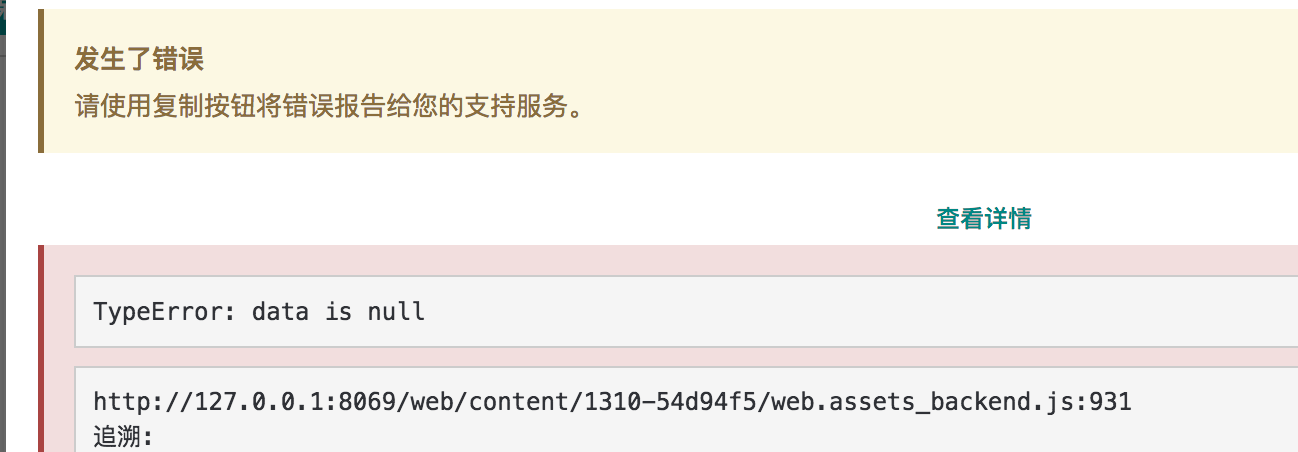 发生了错误
请使用复制按钮将错误报告给您的支持服务。
查看详情
TypeError: data is null
http://127.0.0.1:8069/web/content/1310-54d94f5/web.assets_backend.js:931
追溯: